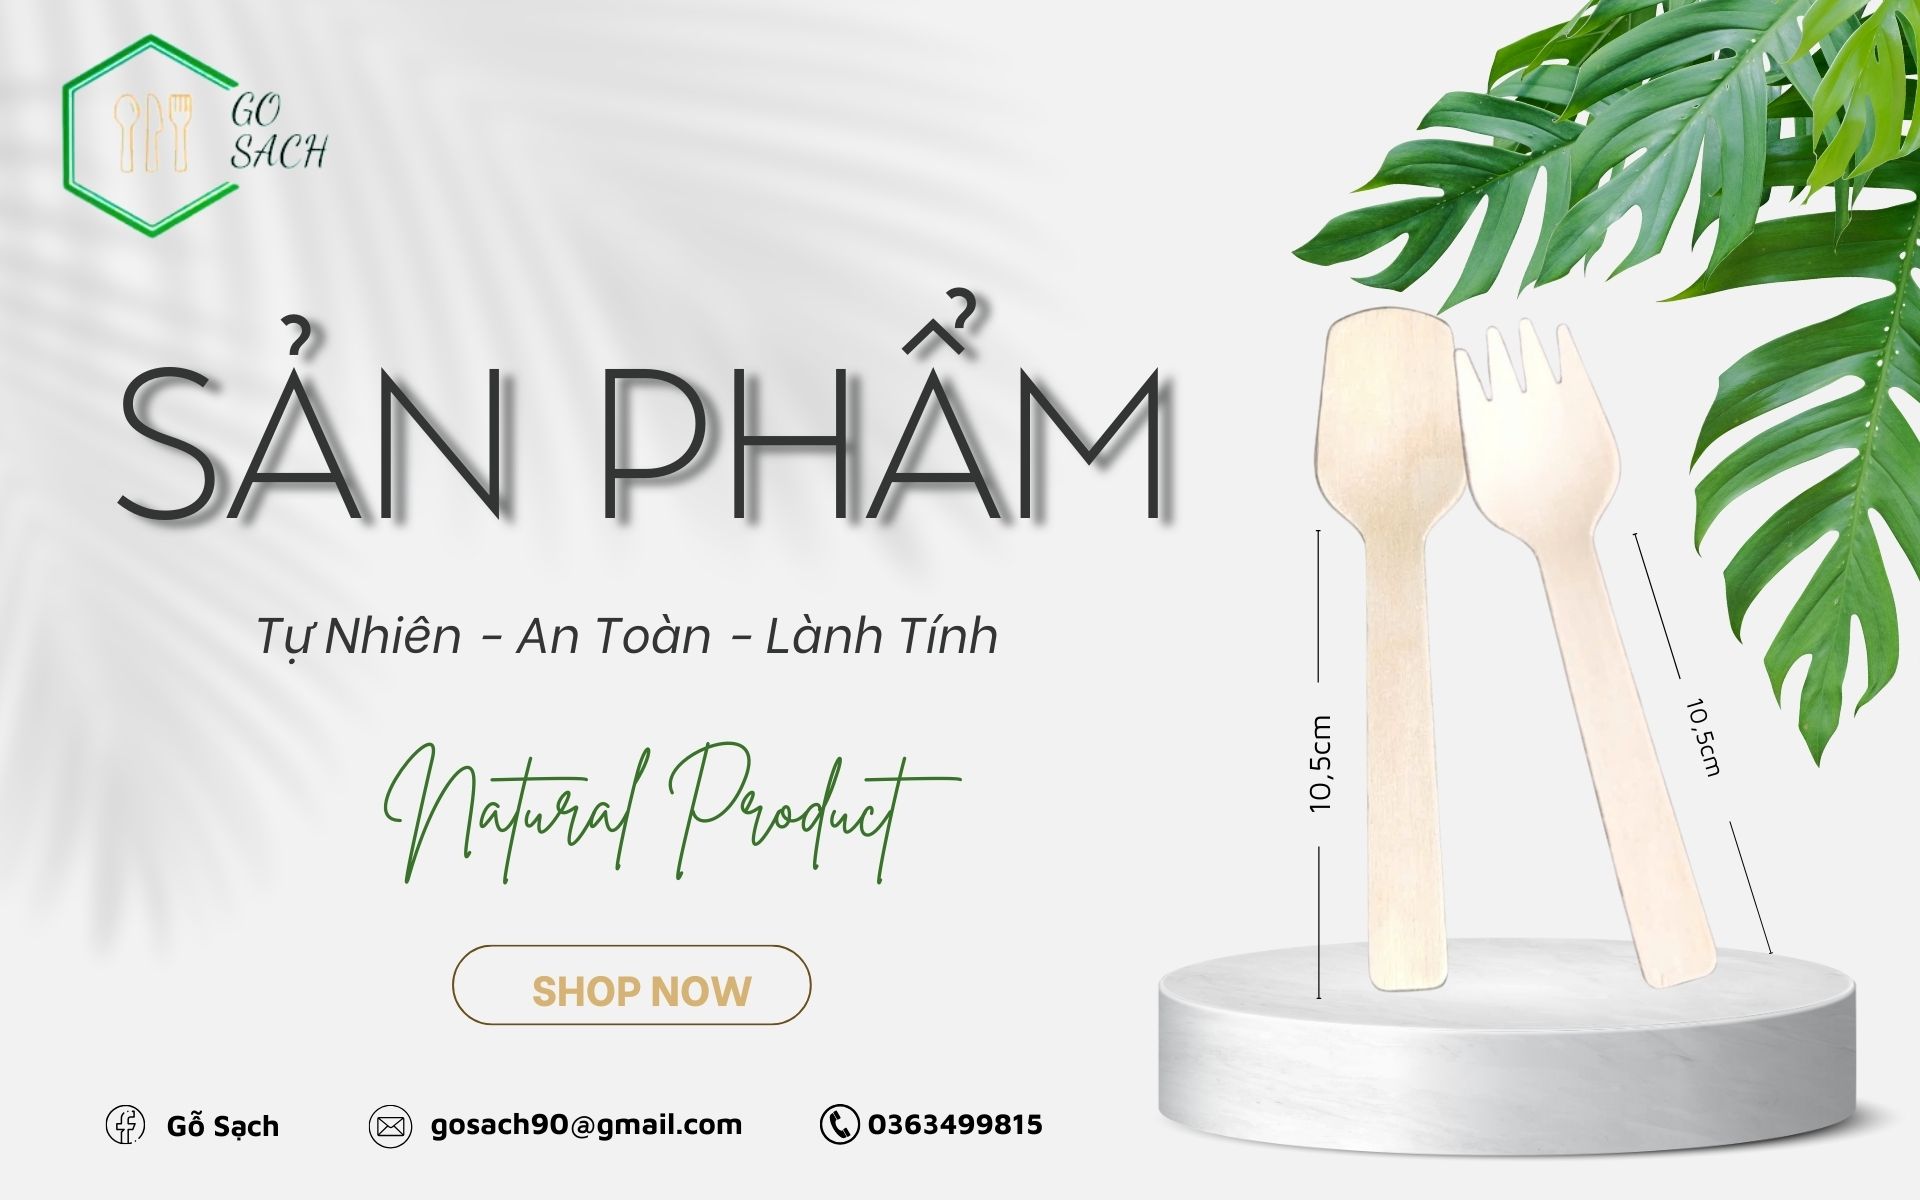 GO
SACH
SẢN PHẨM
Tự Nhiên - An Toàn - Lành Tính
Natural Product
SHOP NOW
10,5cm
10,5cm
Gỗ Sạch
gosach90@gmail.com
0363499815